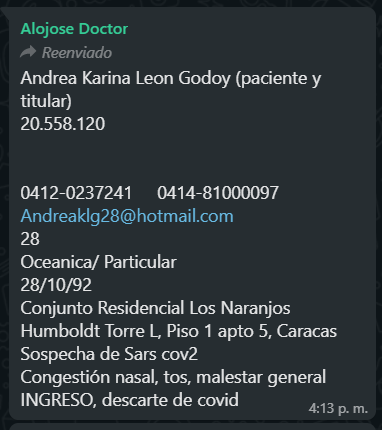 Alojose Doctor
Reenviado
Andrea Karina Leon Godoy (paciente y
titular)
20.558.120
0412-0237241 0414-81000097
Andreaklg28@hotmail.com
28
Oceanica/ Particular
28/10/92
Conjunto Residencial Los Naranjos
Humboldt Torre L, Piso 1 apto 5, Caracas
Sospecha de Sars cov2
Congestión nasal, tos, malestar general
INGRESO, descarte de covid
4:13 p. m.